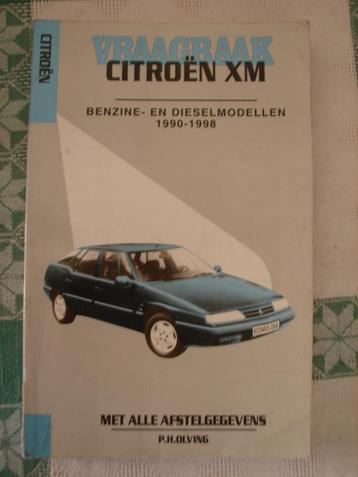 CITROËN
VRAAGBAAK
CITROËN XM
BENZINE- EN DIESELMODELLEN
1990-1998
MET ALLE AFSTELGEGEVENS
P.H.OLVING